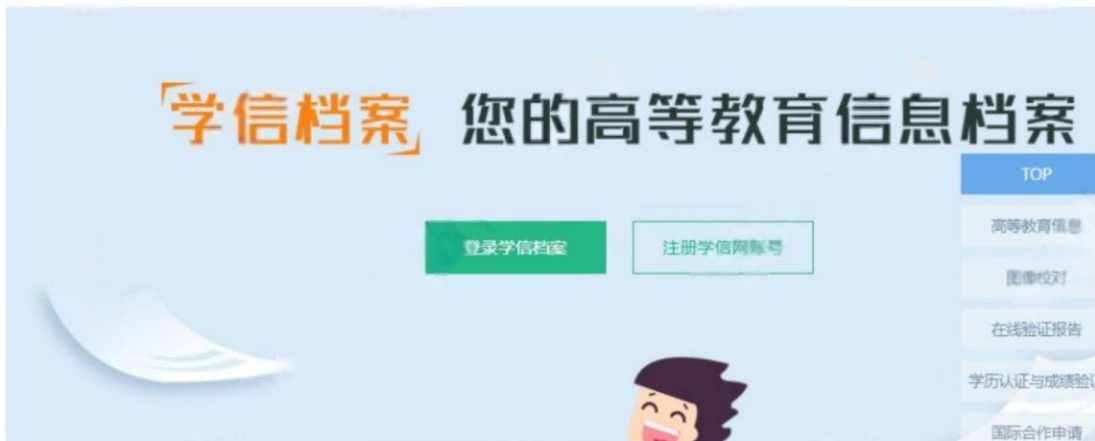 「学信档案」 您的高等教育信息档案
TOP
登录学信档案 注册学信网账号
高等教育信息
图像校对
在线验证报告
学历认证与成绩验证
国际合作申请